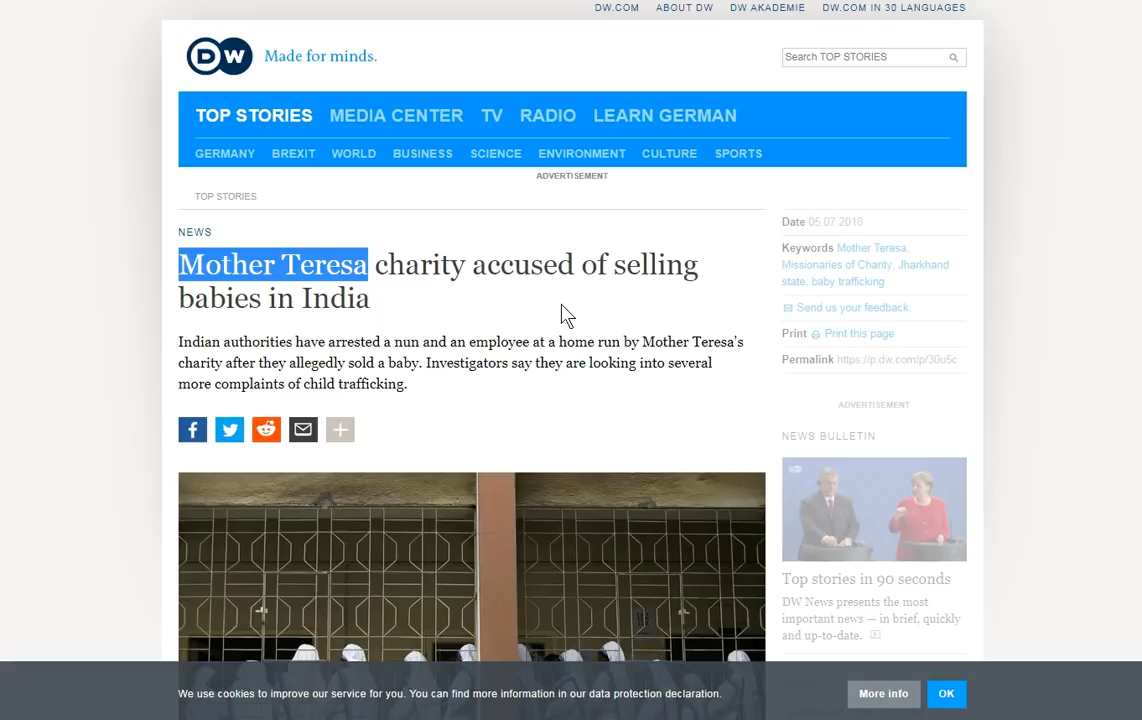 DW.COM ABOUT DW DW AKADEMIE DW.COM IN 30 LANGUAGES
DW Made for minds.
Search TOP STORIES
TOP STORIES MEDIA CENTER TV RADIO LEARN GERMAN
GERMANY BREXIT WORLD BUSINESS SCIENCE ENVIRONMENT CULTURE SPORTS
ADVERTISEMENT
TOP STORIES
NEWS
Mother Teresa charity accused of selling
babies in India
Indian authorities have arrested a nun and an employee at a home run by Mother Teresa's
charity after they allegedly sold a baby. Investigators say they are looking into several
more complaints of child trafficking.
Date 05.07.2018
Keywords Mother Teresa,
Missionaries of Charity, Jharkhand
state, baby trafficking
Send us your feedback.
Print Print this page
Permalink https://p.dw.com/p/30u5c
ADVERTISEMENT
NEWS BULLETIN
Top stories in 90 seconds
DW News presents the most
important news — in brief, quickly
and up-to-date.
We use cookies to improve our service for you. You can find more information in our data protection declaration.
More info OK